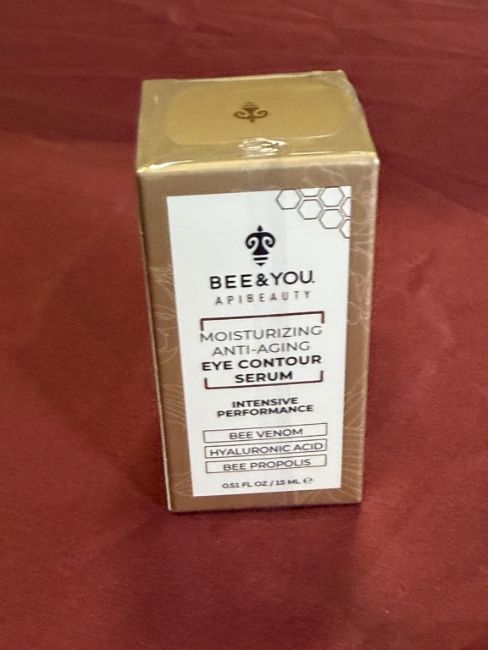 BEE&YOU.
APIBEAUTY
MOISTURIZING
ANTI-AGING
EYE CONTOUR
SERUM
INTENSIVE
PERFORMANCE
BEE VENOM
HYALURONIC ACID
BEE PROPOLIS
0.51 FL OZ / 15 ML ℮